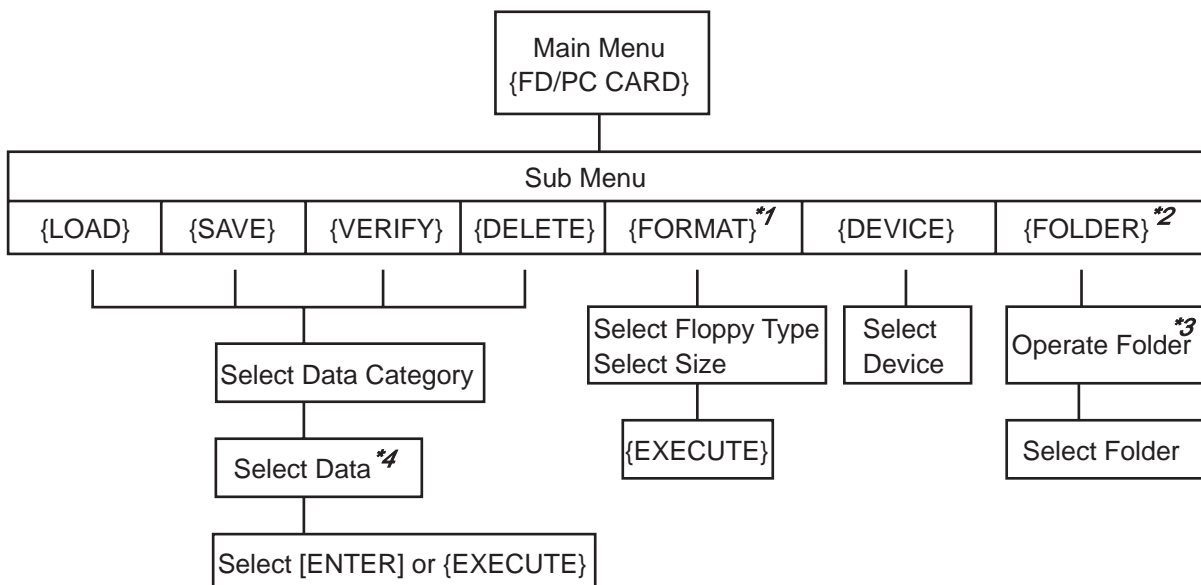 Main Menu
{FD/PC CARD}
Sub Menu
{LOAD} {SAVE} {VERIFY} {DELETE} {FORMAT}*1 {DEVICE} {FOLDER}*2
Select Data Category
Select Data*4
Select [ENTER] or {EXECUTE}
Select Floppy Type
Select Size
{EXECUTE}
Select
Device
Operate Folder*3
Select Folder